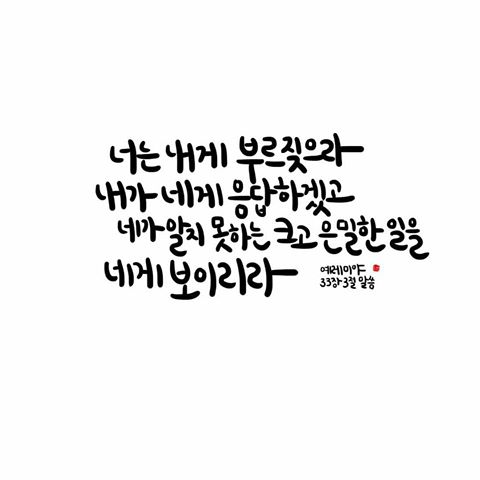 너는 내게 부르짖으라
내가 네게 응답하겠고
네가 알지 못하는 크고 은밀한 일을
네게 보이리라
예레미야
33장 3절 말씀